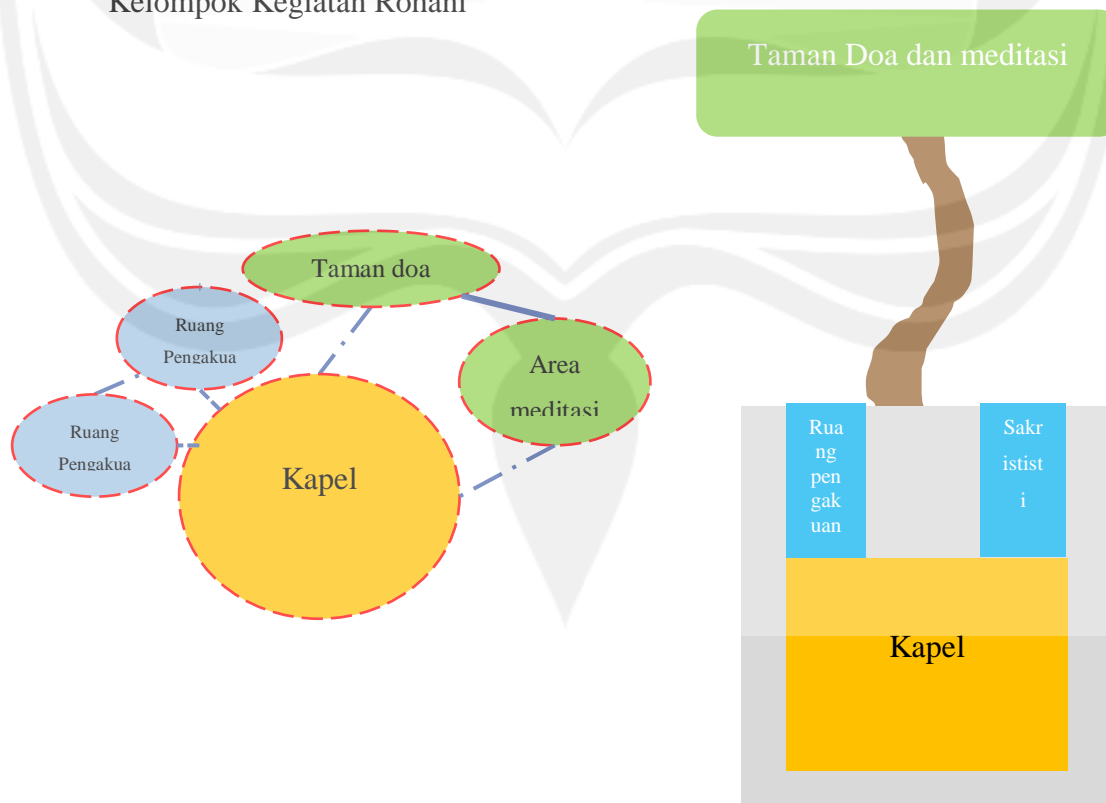 Kelompok Kegiatan Rohani
Taman Doa dan meditasi
Taman doa
Ruang
Pengakua
Area
meditasi
Ruang
Pengakua
Kapel
Rua
ng
pen
gak
uan
Sakr
istist
i
Kapel